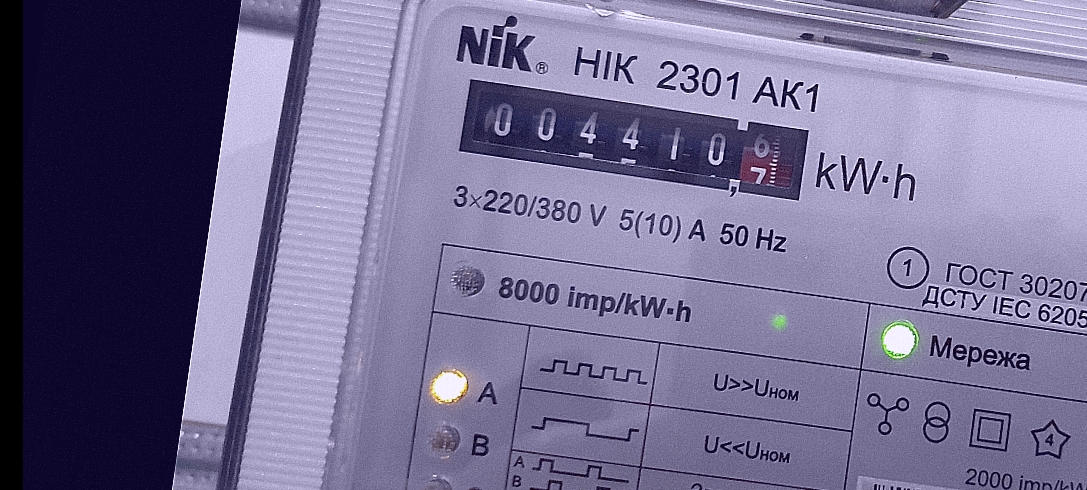 NiK® НІК 2301 АК1
0 0 4 4 1 0 , 6 7 kW·h
3×220/380 V 5(10) A 50 Hz
1 ГОСТ 30207
ДСТУ IEC 6205
8000 imp/kW·h
Мережа
A
U>>Uном
B
U<<Uном
4
A
B
2000 imp/kW